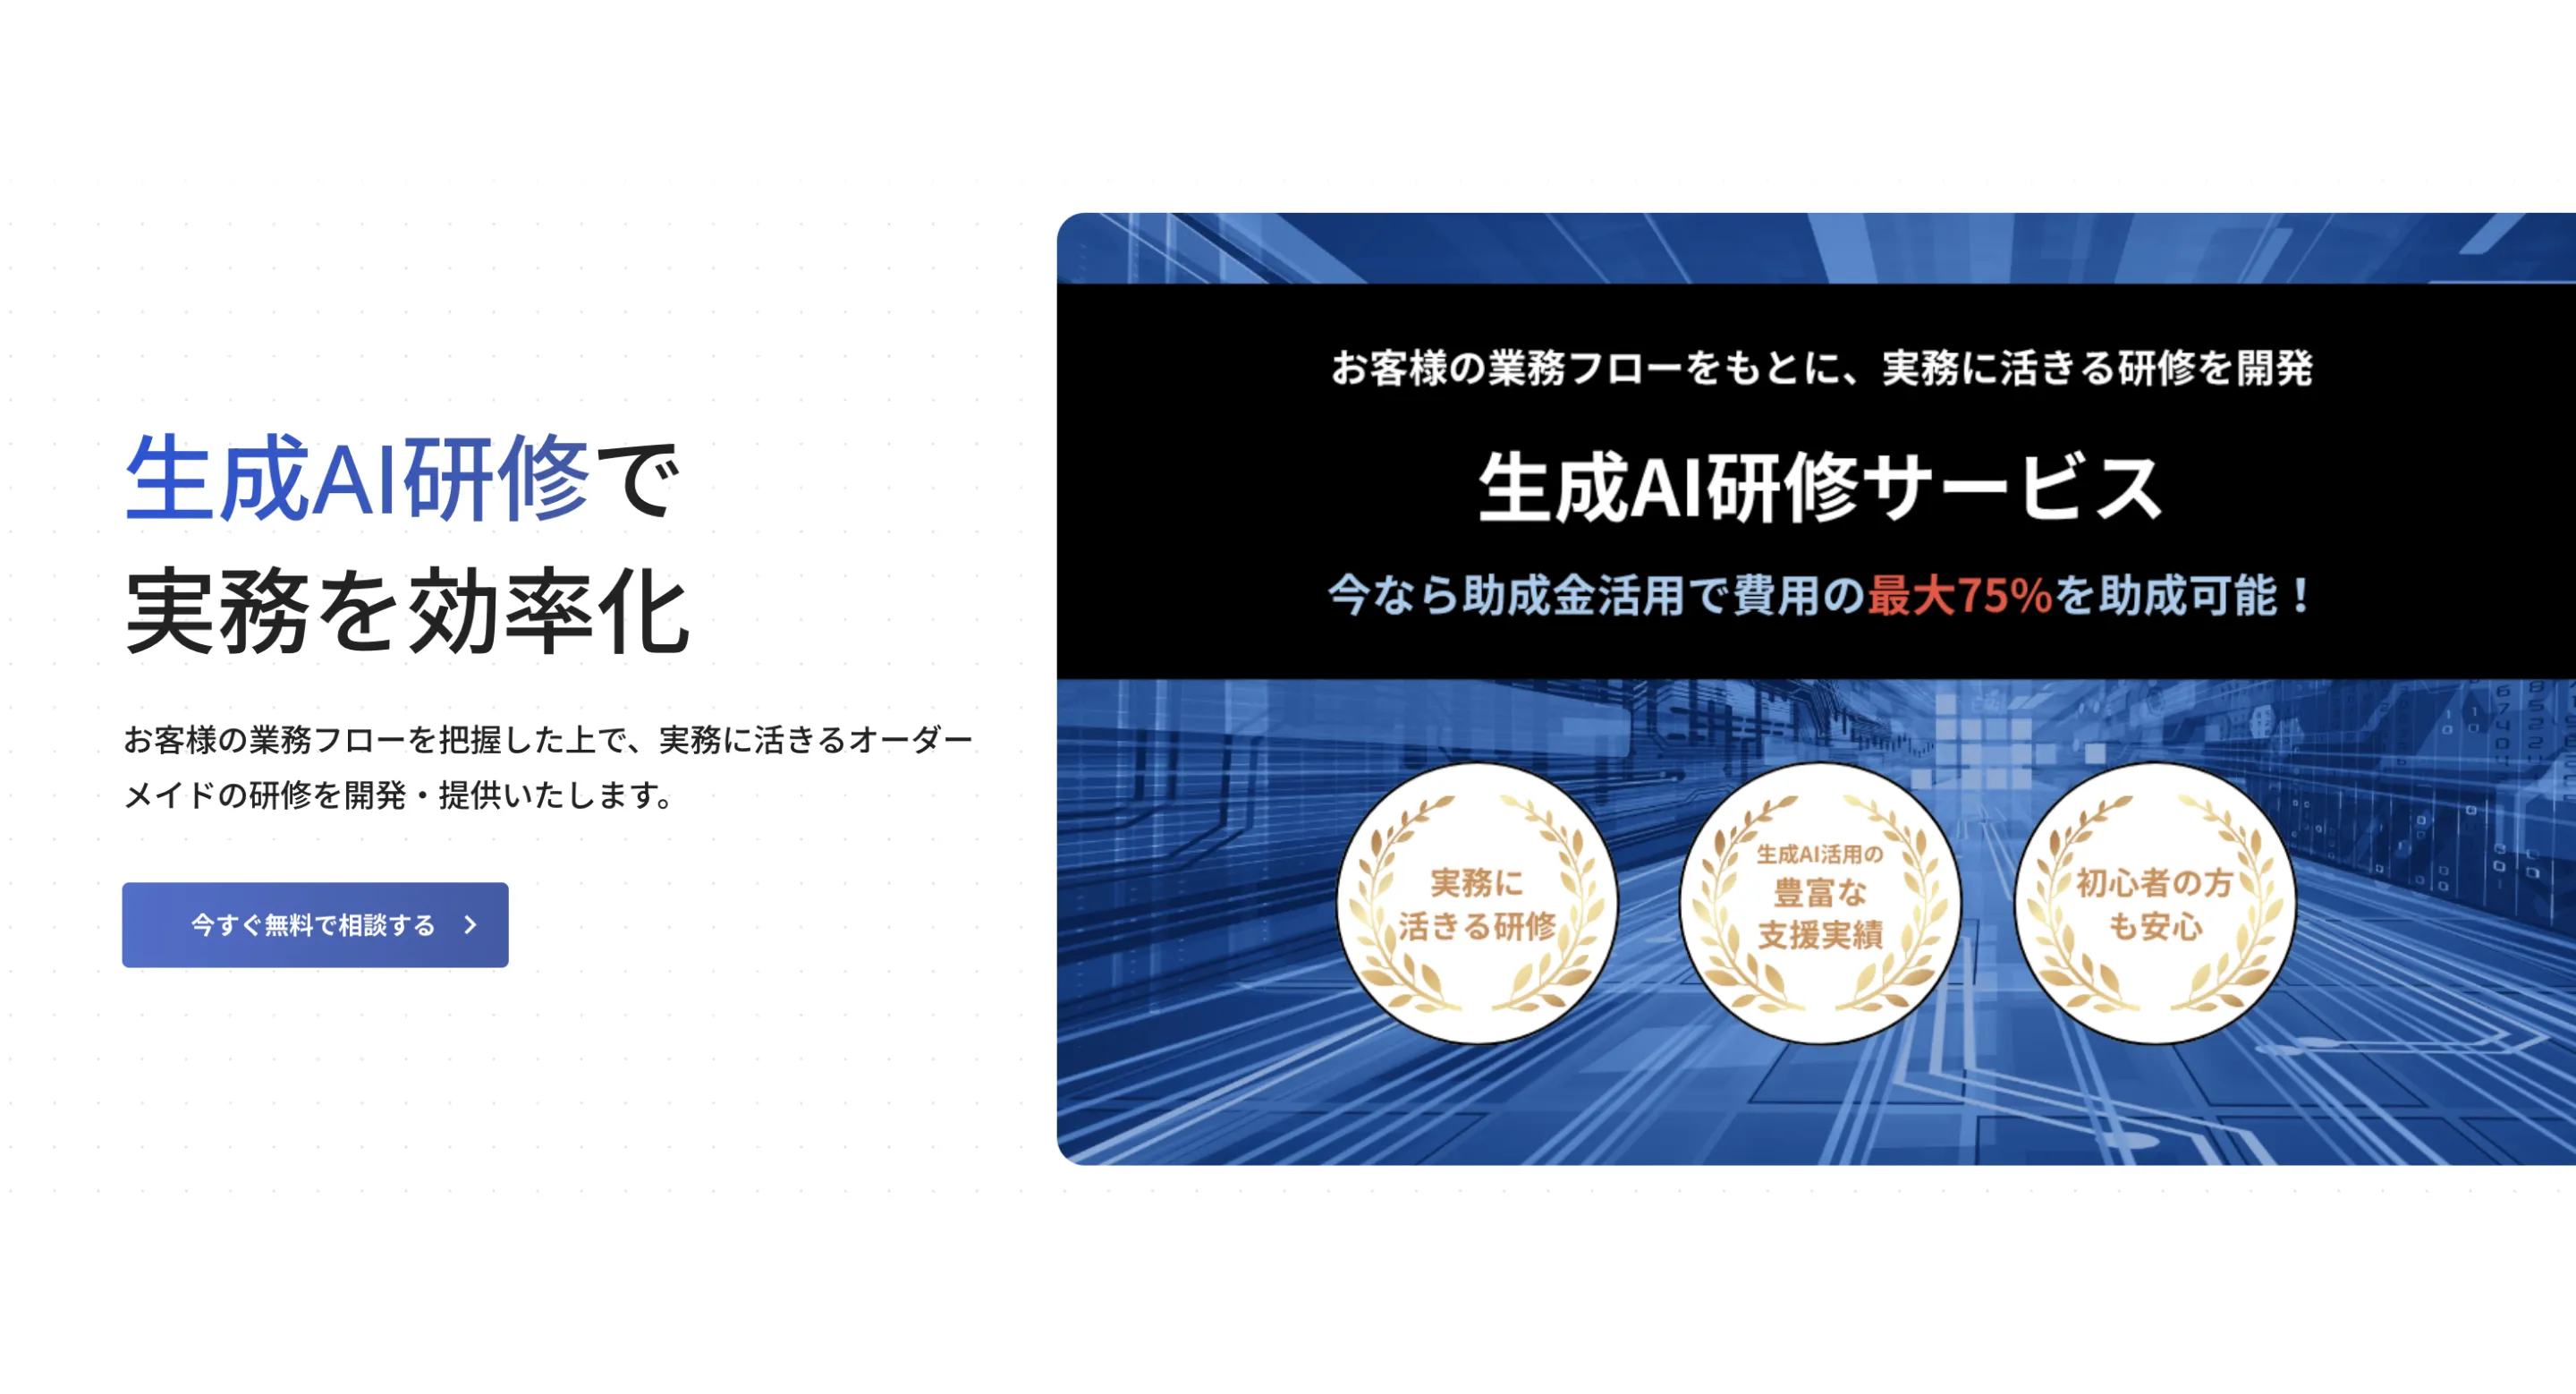 生成AI研修で
実務を効率化
お客様の業務フローを把握した上で、実務に活きるオーダー
メイドの研修を開発・提供いたします。
今すぐ無料で相談する
お客様の業務フローをもとに、実務に活きる研修を開発
生成AI研修サービス
今なら助成金活用で費用の最大75%を助成可能！
実務に
活きる研修
生成AI活用の
豊富な
支援実績
初心者の方
も安心